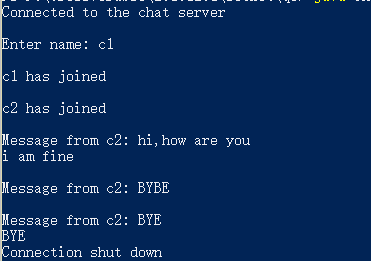 Connected to the chat server
Enter name: c1
c1 has joined
c2 has joined
Message from c2: hi,how are you
i am fine
Message from c2: BYBE
Message from c2: BYE
BYE
Connection shut down